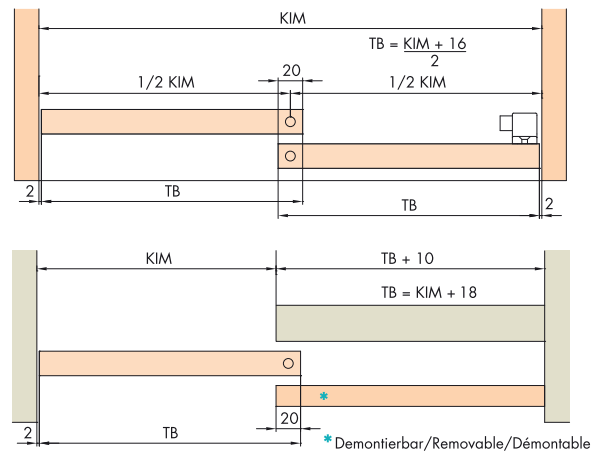 KIM
TB = KIM + 16
2
20
1/2 KIM
1/2 KIM
2
TB
TB
2
KIM
TB + 10
TB = KIM + 18
20
2
TB
*
* Demontierbar/Removable/Démontable